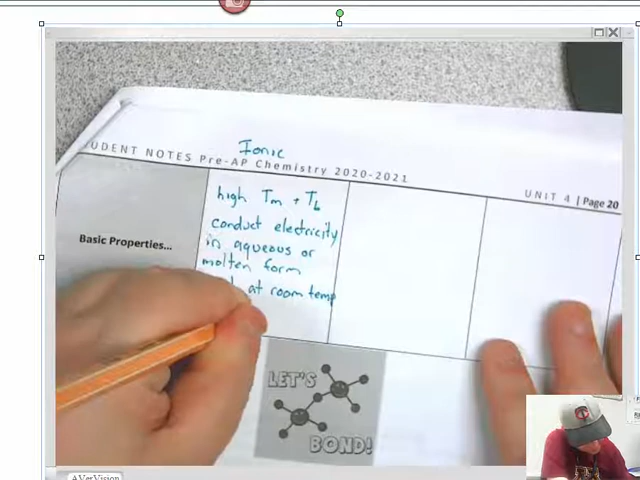 Ionic
UDENT NOTES Pre-AP Chemistry 2020-2021
UNIT 4 | Page 20
Basic Properties...
high Tm + Tb
conduct electricity
in aqueous or
molten form
at room temp
LET'S
BOND!
AVerVision